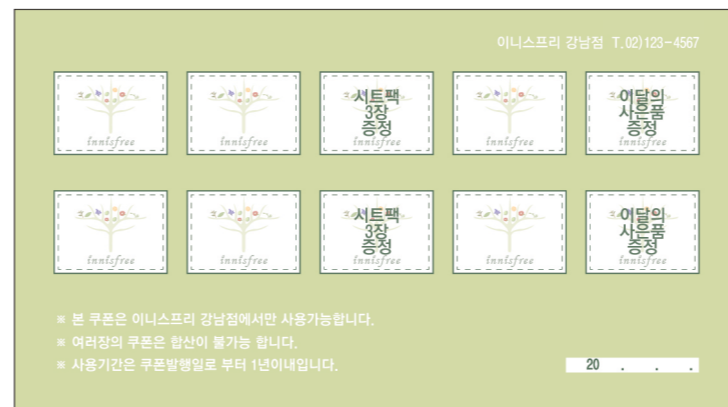 이니스프리 강남점 T.02)123-4567
innisfree
innisfree
시트팩
3장
증정
innisfree
innisfree
이달의
사은품
증정
innisfree
innisfree
innisfree
시트팩
3장
증정
innisfree
innisfree
이달의
사은품
증정
innisfree
※ 본 쿠폰은 이니스프리 강남점에서만 사용가능합니다.
※ 여러장의 쿠폰은 합산이 불가능 합니다.
※ 사용기간은 쿠폰발행일로 부터 1년이내입니다.
20 . . .